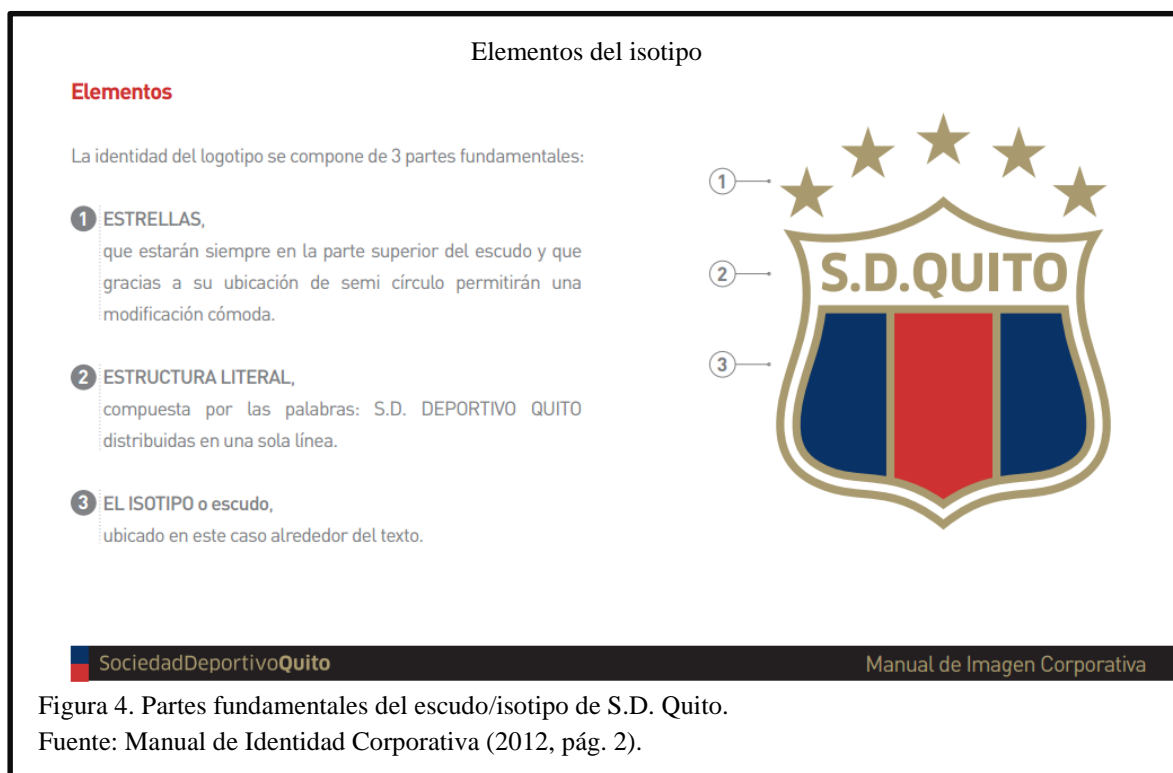 Elementos del isotipo
Elementos
La identidad del logotipo se compone de 3 partes fundamentales:
1 ESTRELLAS,
que estarán siempre en la parte superior del escudo y que
gracias a su ubicación de semi círculo permitirán una
modificación cómoda.
2 ESTRUCTURA LITERAL,
compuesta por las palabras: S.D. DEPORTIVO QUITO
distribuidas en una sola línea.
3 EL ISOTIPO o escudo,
ubicado en este caso alrededor del texto.
1
2
3
S.D.QUITO
SociedadDeportivoQuito
Manual de Imagen Corporativa
Figura 4. Partes fundamentales del escudo/isotipo de S.D. Quito.
Fuente: Manual de Identidad Corporativa (2012, pág. 2).